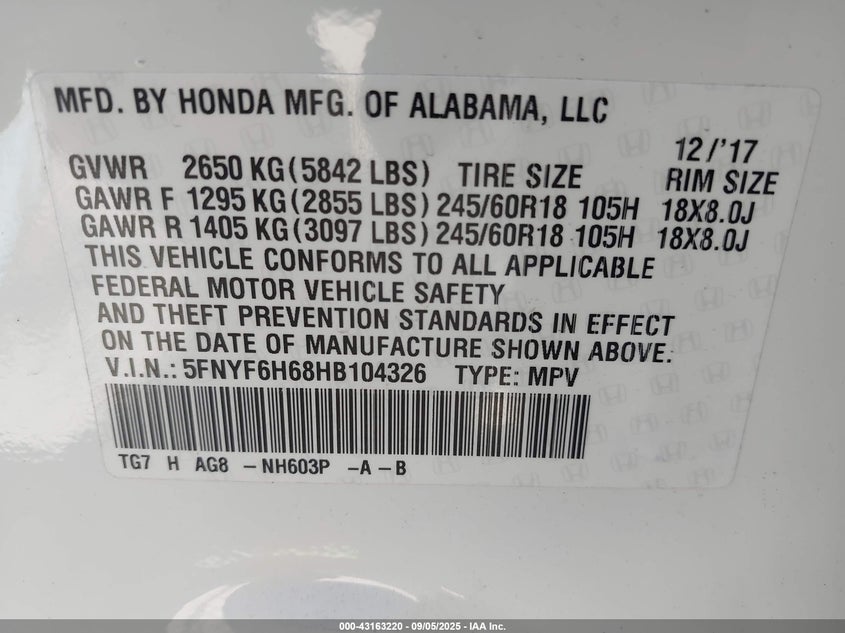 MFD. BY HONDA MFG. OF ALABAMA, LLC
12/'17
GVWR 2650 KG (5842 LBS) TIRE SIZE RIM SIZE
GAWR F 1295 KG (2855 LBS) 245/60R18 105H 18X8.0J
GAWR R 1405 KG (3097 LBS) 245/60R18 105H 18X8.0J
THIS VEHICLE CONFORMS TO ALL APPLICABLE
FEDERAL MOTOR VEHICLE SAFETY
AND THEFT PREVENTION STANDARDS IN EFFECT
ON THE DATE OF MANUFACTURE SHOWN ABOVE.
V.I.N.: 5FNYF6H68HB104326 TYPE: MPV
TG7 H AG8 - NH603P - A - B
000-43163220 - 09/05/2025 - IAA Inc.